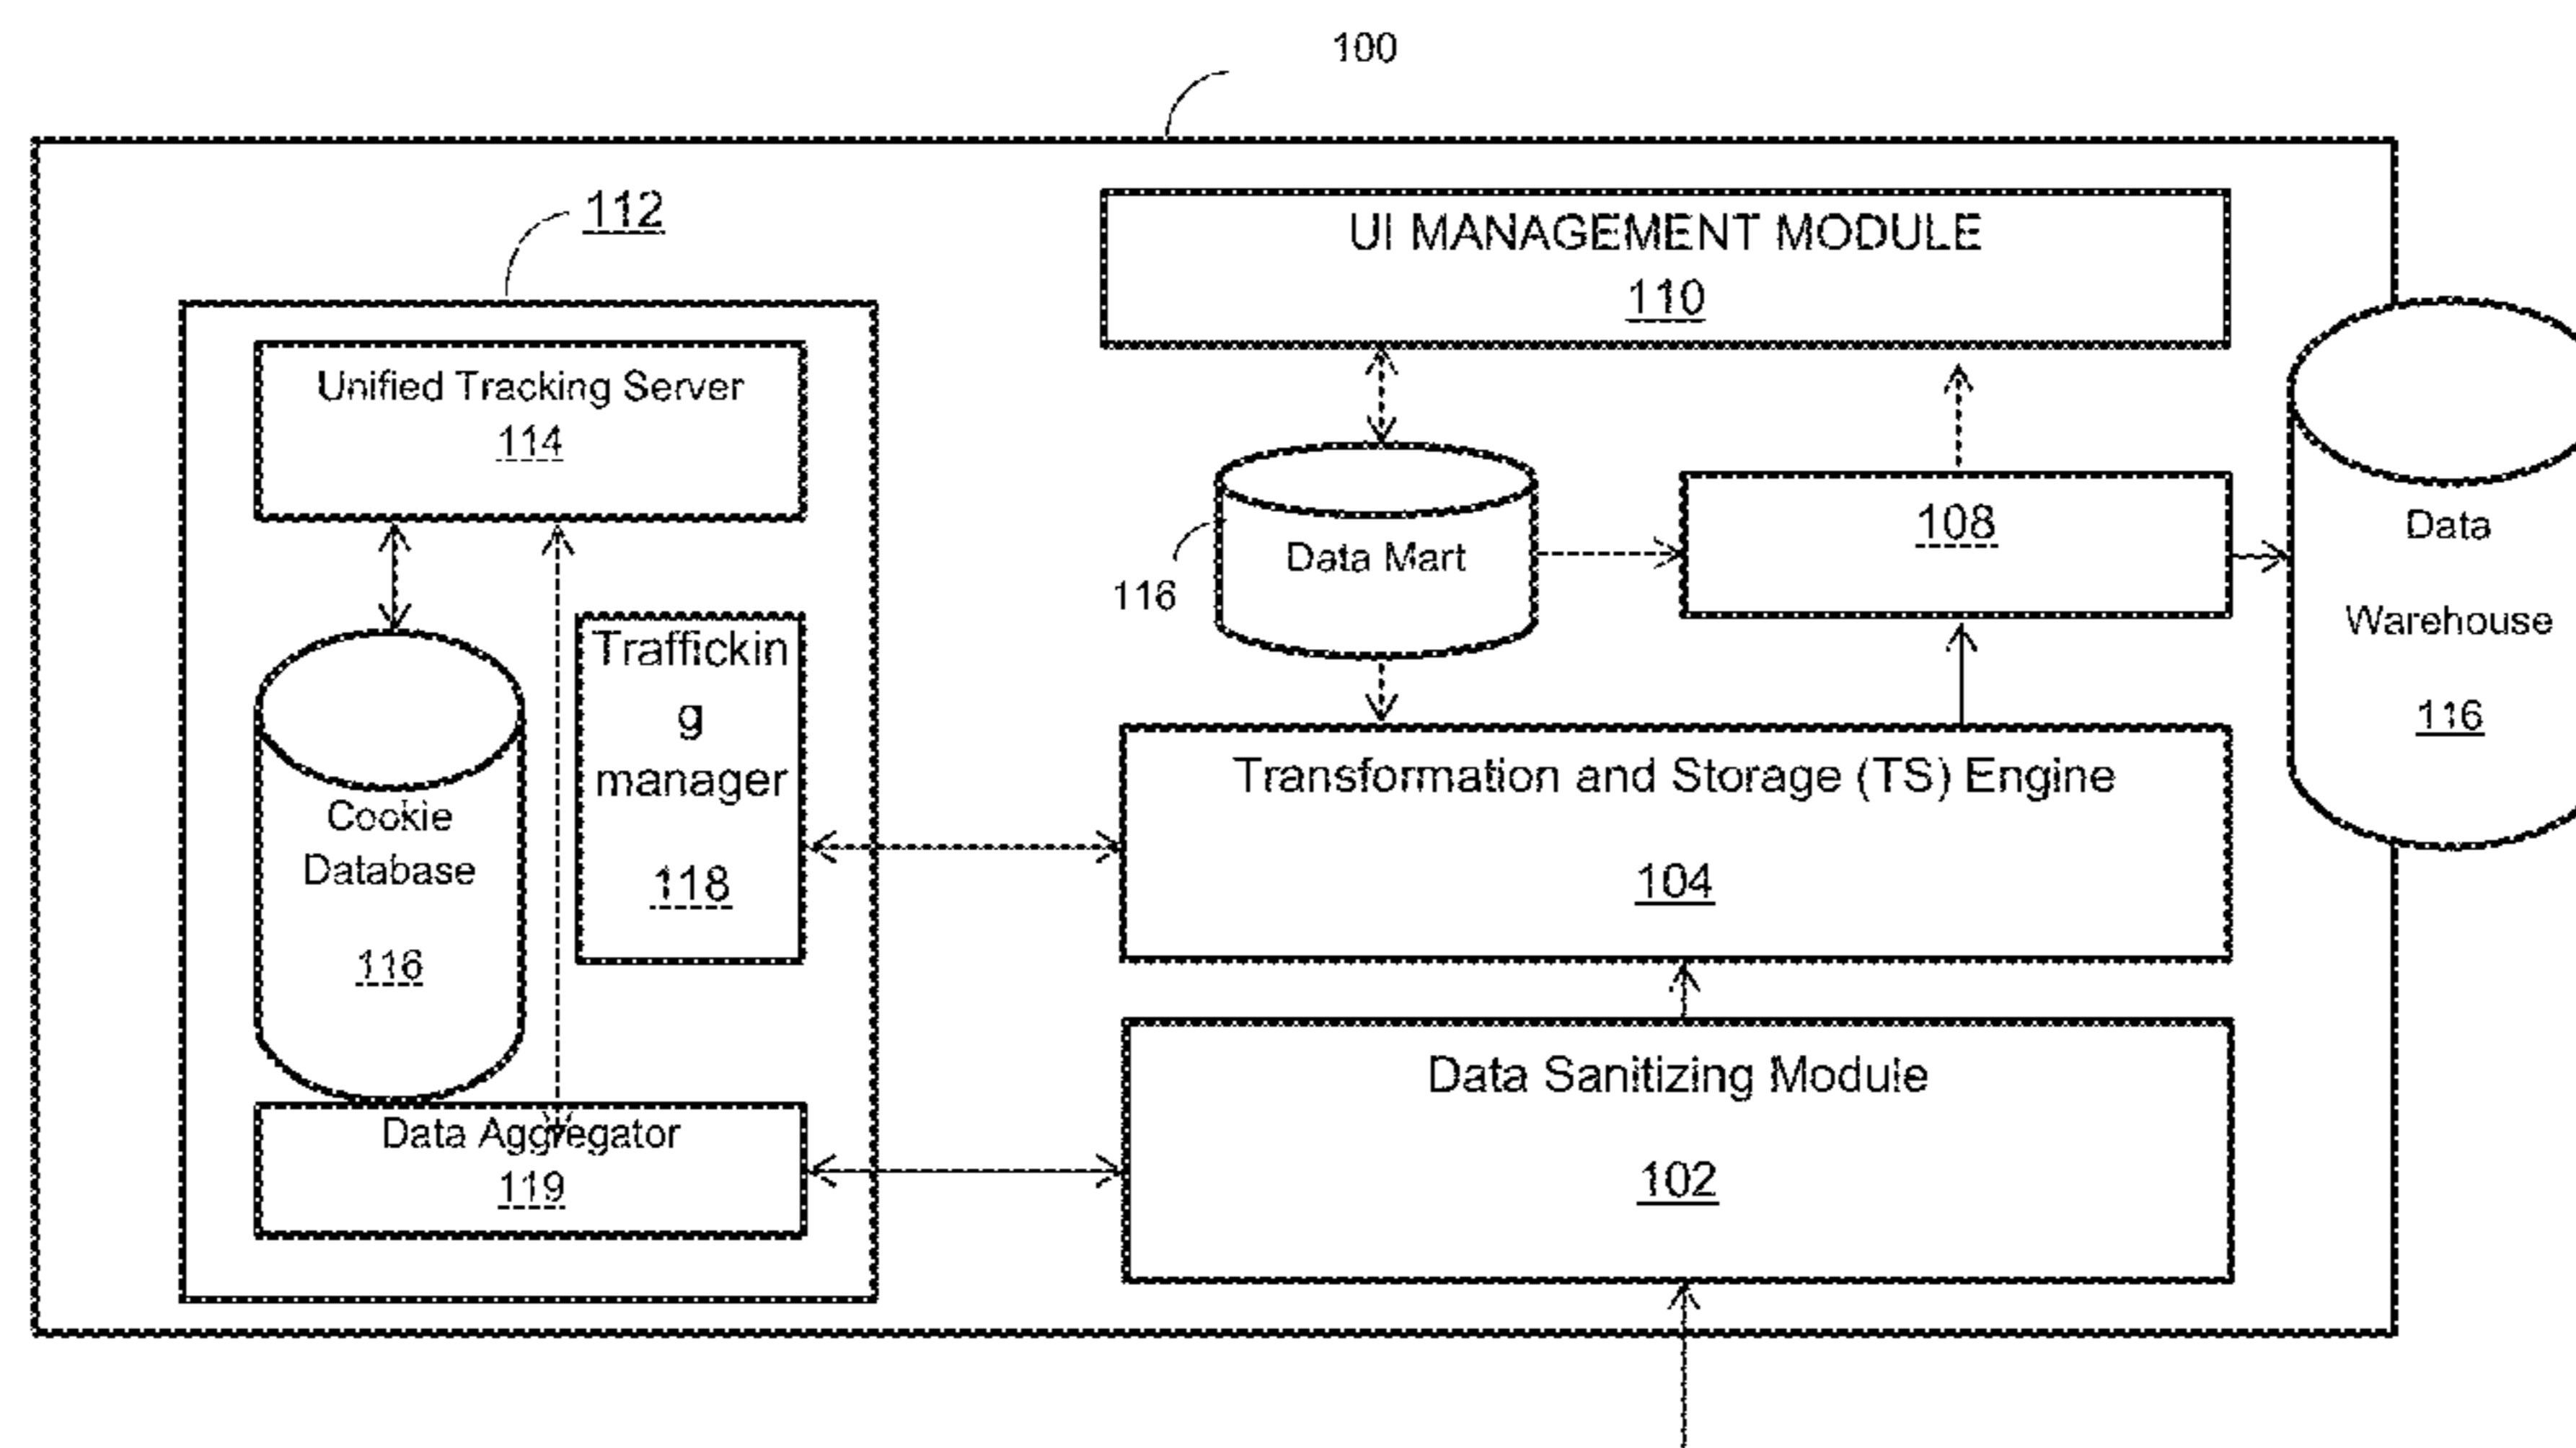 100
112
UI MANAGEMENT MODULE
110
Unified Tracking Server
114
Data Mart
116
108
Data
Warehouse
116
Traffickin
g
manager
118
Cookie
Database
116
Transformation and Storage (TS) Engine
104
Data Sanitizing Module
102
Data Aggregator
119